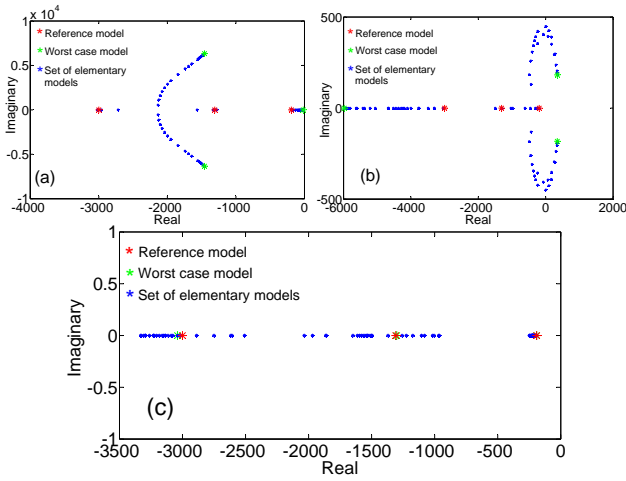 1 x 10^4
Reference model
Worst case model
Set of elementary
models
0.5
0
-0.5
-1
Imaginary
(a)
-4000 -3000 -2000 -1000 0
Real
500
Reference model
Worst case model
Set of elementary
models
0
-500
Imaginary
(b)
-6000 -4000 -2000 0 2000
Real
1
Reference model
Worst case model
Set of elementary models
0.5
0
-0.5
-1
Imaginary
(c)
-3500 -3000 -2500 -2000 -1500 -1000 -500 0
Real